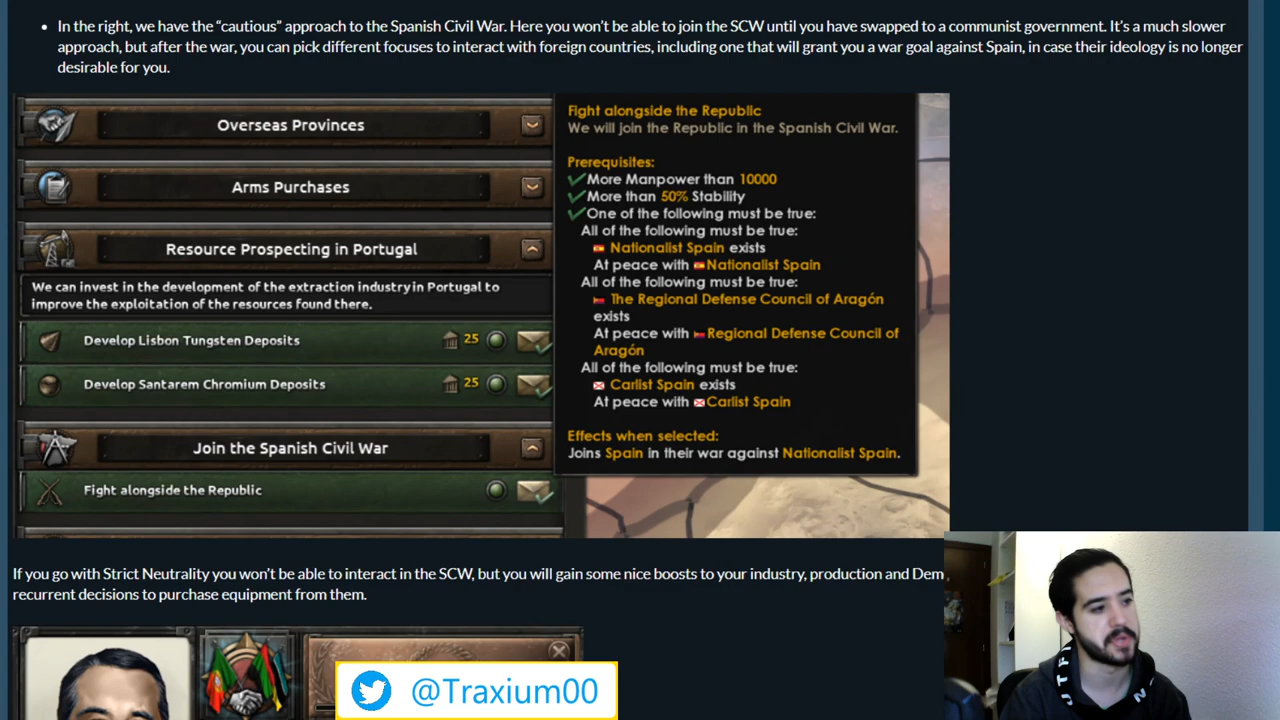 In the right, we have the “cautious” approach to the Spanish Civil War. Here you won’t be able to join the SCW until you have swapped to a communist government. It’s a much slower
approach, but after the war, you can pick different focuses to interact with foreign countries, including one that will grant you a war goal against Spain, in case their ideology is no longer
desirable for you.
Overseas Provinces
Arms Purchases
Resource Prospecting in Portugal
We can invest in the development of the extraction industry in Portugal to
improve the exploitation of the resources found there.
Develop Lisbon Tungsten Deposits 25
Develop Santarem Chromium Deposits 25
Join the Spanish Civil War
Fight alongside the Republic
Fight alongside the Republic
We will join the Republic in the Spanish Civil War.
Prerequisites:
More Manpower than 10000
More than 50% Stability
One of the following must be true:
All of the following must be true:
Nationalist Spain exists
At peace with Nationalist Spain
All of the following must be true:
The Regional Defense Council of Aragón
exists
At peace with Regional Defense Council of
Aragón
All of the following must be true:
Carlist Spain exists
At peace with Carlist Spain
Effects when selected:
Joins Spain in their war against Nationalist Spain.
If you go with Strict Neutrality you won’t be able to interact in the SCW, but you will gain some nice boosts to your industry, production and Dem
recurrent decisions to purchase equipment from them.
@Traxium00